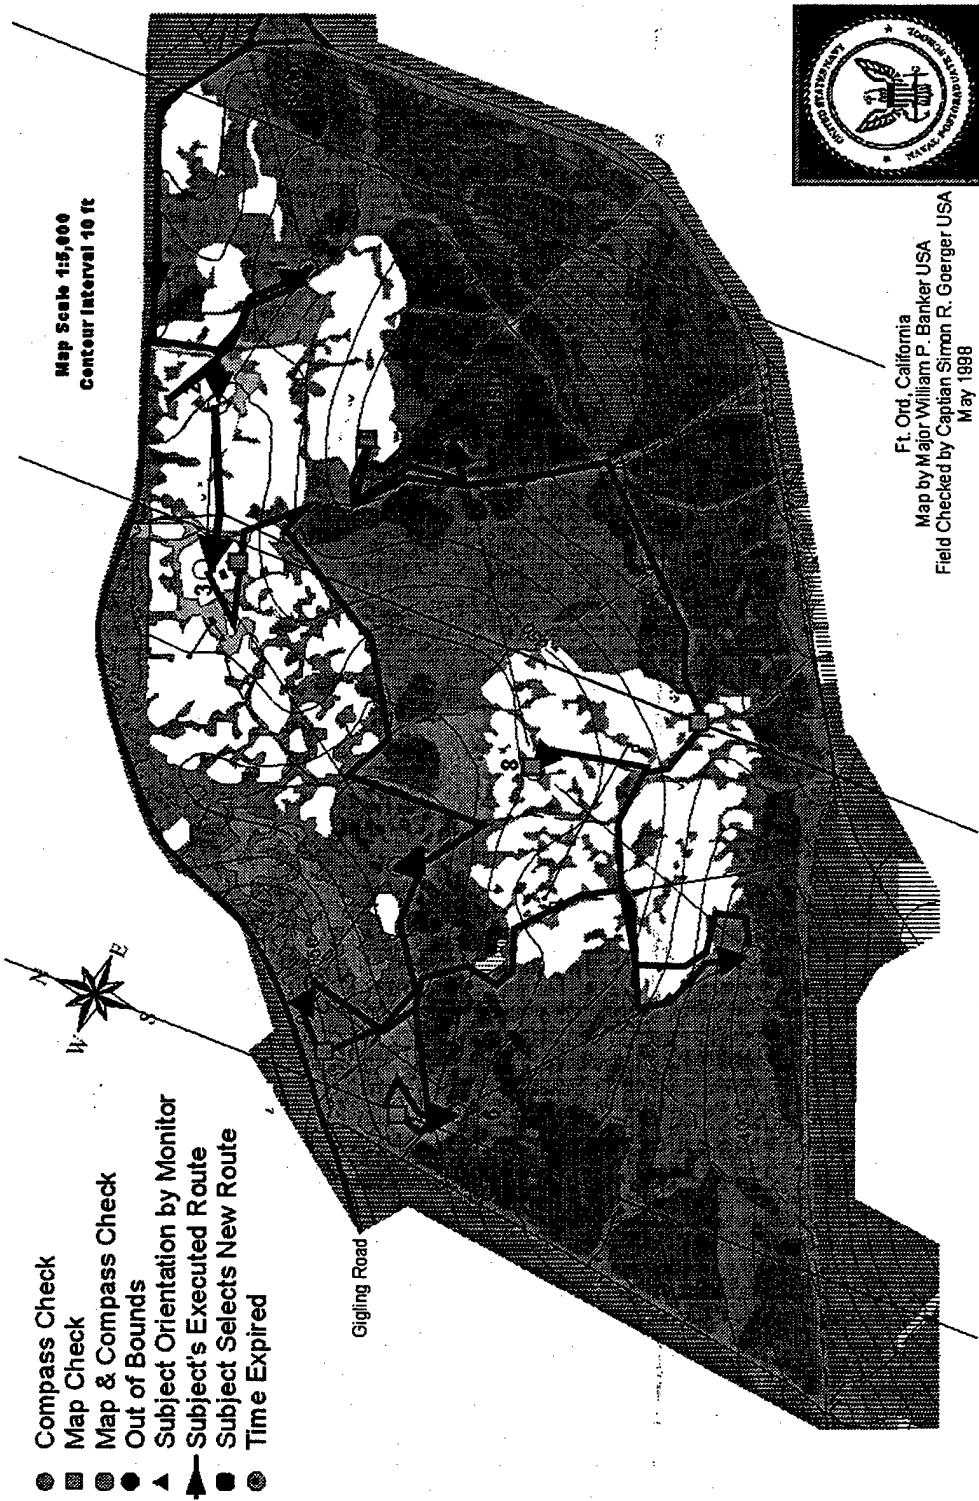 Map Scale 1:5,000
Contour Interval 10 ft
N
E
S
W
Compass Check
Map Check
Map & Compass Check
Out of Bounds
Subject Orientation by Monitor
Subject's Executed Route
Subject Selects New Route
Time Expired
Gigling Road
3
8
Ft. Ord, California
Map by Major William P. Banker USA
Field Checked by Captian Simon R. Goerger USA
May 1998